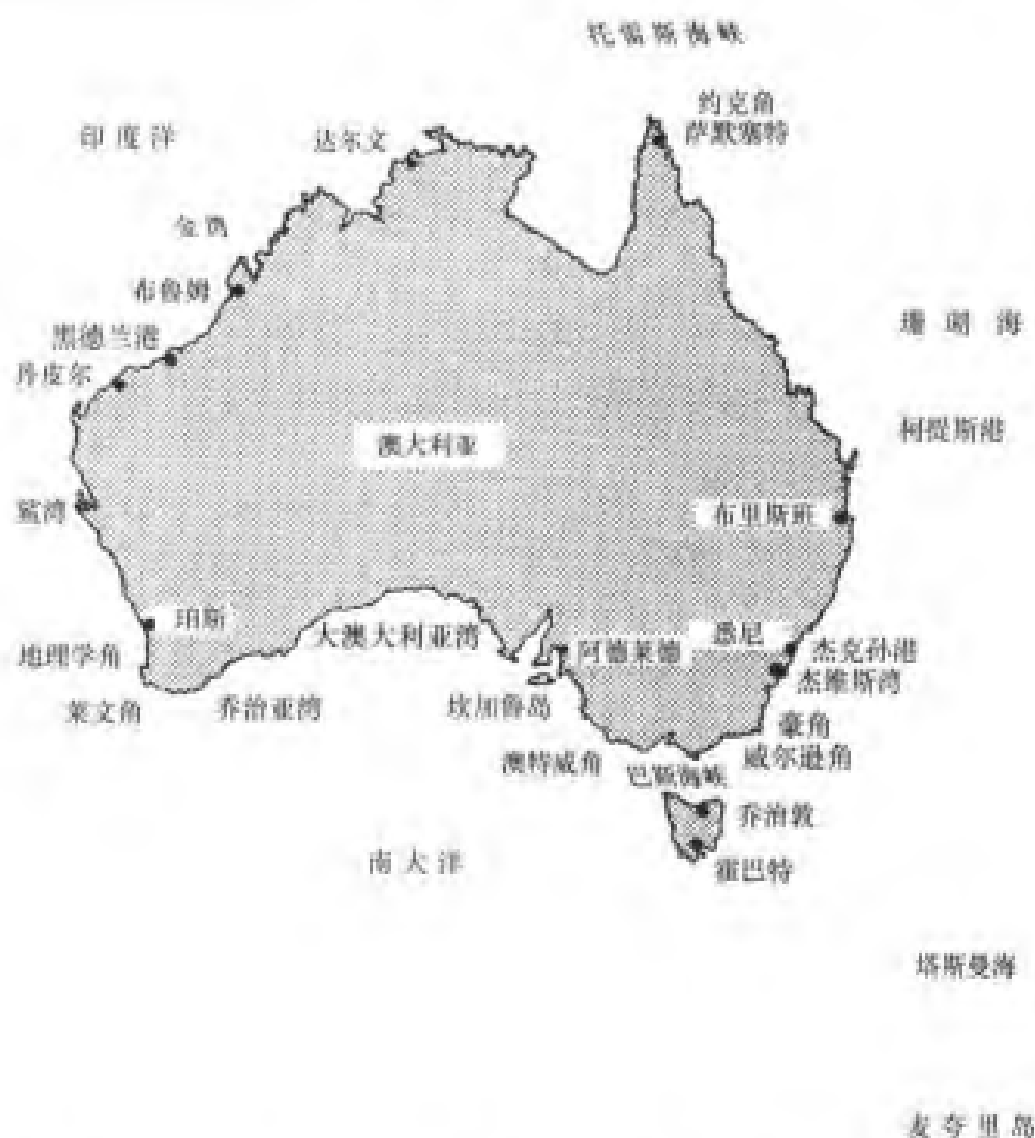 托雷斯海峡
约克角
萨默塞特
印度洋
达尔文
布鲁姆
黑德兰港
丹皮尔
珊瑚海
柯提斯港
澳大利亚
鲨湾
布里斯班
珀斯
大澳大利亚湾
悉尼
阿德莱德
杰克孙港
地理学角
杰维斯湾
莱文角
乔治亚湾
坎加鲁岛
豪角
澳特威角
巴斯海峡
威尔逊角
乔治敦
南大洋
霍巴特
塔斯曼海
麦夸里岛